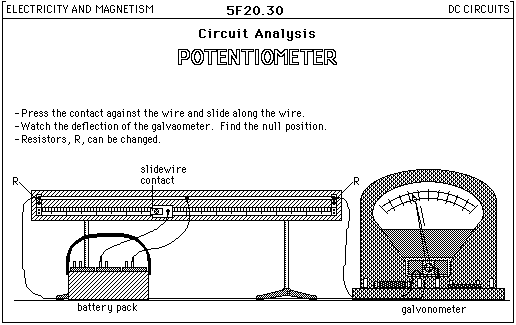 ELECTRICITY AND MAGNETISM 5F20.30 DC CIRCUITS
Circuit Analysis
POTENTIOMETER
-Press the contact against the wire and slide along the wire.
-Watch the deflection of the galvaometer. Find the null position.
-Resistors, R, can be changed.
slidewire
contact
R
R
battery pack
galvonometer